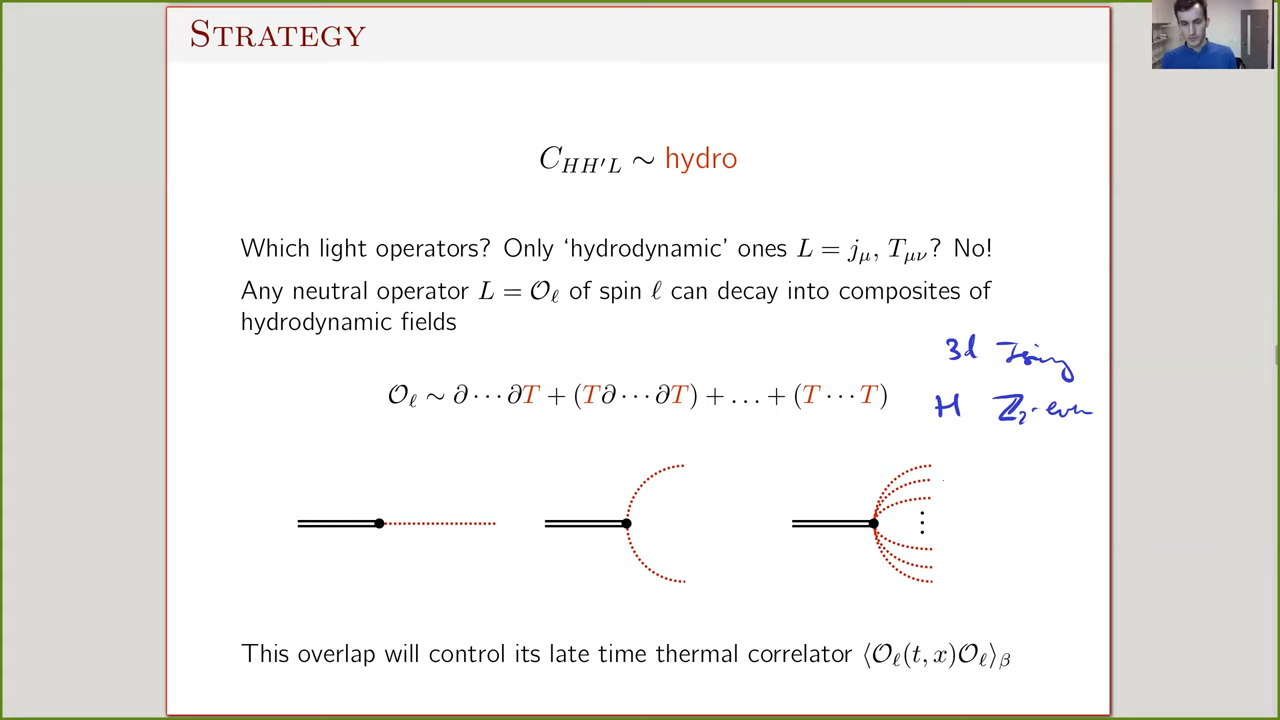 STRATEGY
C_{HH'L} ∼ hydro
Which light operators? Only ‘hydrodynamic’ ones L = j_μ, T_{μν}? No!
Any neutral operator L = 𝒪_ℓ of spin ℓ can decay into composites of
hydrodynamic fields
3d Ising
𝒪_ℓ ∼ ∂ ⋯ ∂T + (T∂ ⋯ ∂T) + … + (T ⋯ T)
H ℤ₂-even
This overlap will control its late time thermal correlator ⟨𝒪_ℓ(t, x)𝒪_ℓ⟩_β